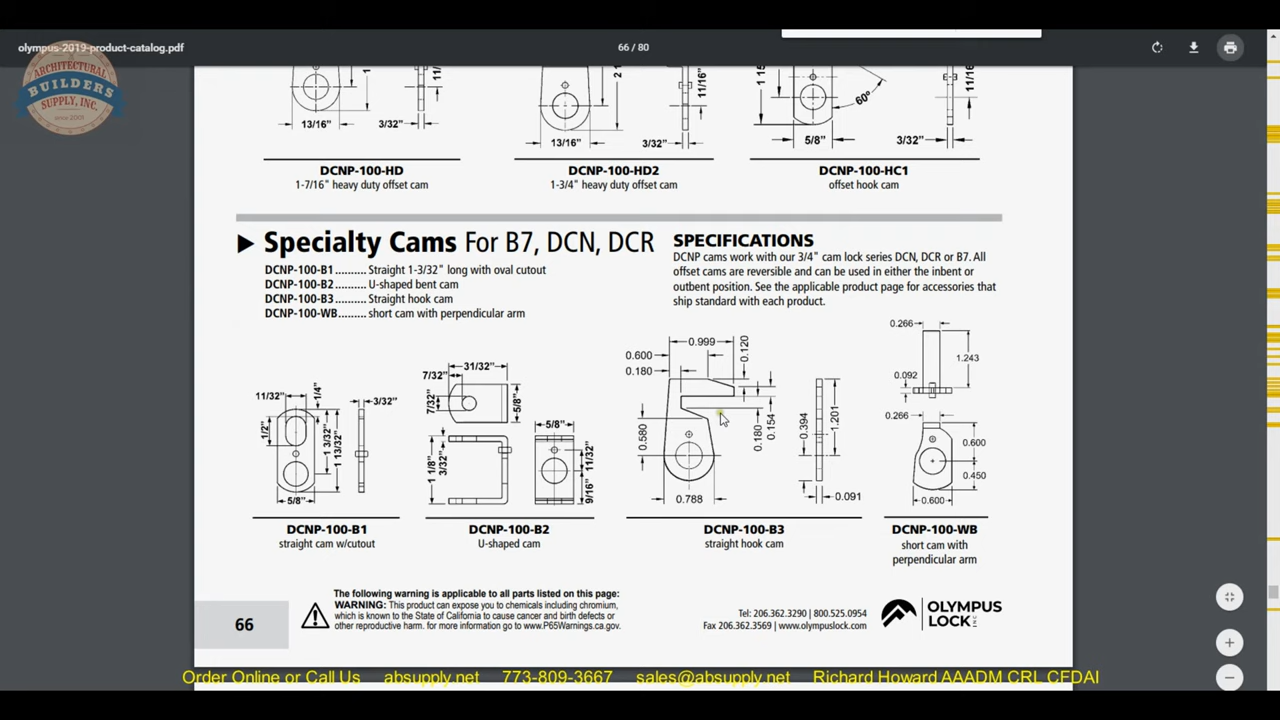 olympus-2019-product-catalog.pdf
66 / 80
ARCHITECTURAL
BUILDERS
SUPPLY, INC.
since 2001
13/16"
3/32"
11/16"
13/16"
3/32"
60º
11/16"
5/8"
3/32"
DCNP-100-HD
1-7/16" heavy duty offset cam
DCNP-100-HD2
1-3/4" heavy duty offset cam
DCNP-100-HC1
offset hook cam
Specialty Cams For B7, DCN, DCR
DCNP-100-B1.......... Straight 1-3/32" long with oval cutout
DCNP-100-B2.......... U-shaped bent cam
DCNP-100-B3.......... Straight hook cam
DCNP-100-WB......... short cam with perpendicular arm
SPECIFICATIONS
DCNP cams work with our 3/4" cam lock series DCN, DCR or B7. All
offset cams are reversible and can be used in either the inbent or
outbent position. See the applicable product page for accessories that
ship standard with each product.
11/32"
1/4"
3/32"
1/2"
1 3/32"
1 13/32"
5/8"
DCNP-100-B1
straight cam w/cutout
31/32"
7/32"
7/32"
5/8"
5/8"
1 1/8"
3/32"
11/32"
9/16"
DCNP-100-B2
U-shaped cam
0.999
0.600
0.180
0.120
0.580
0.180
0.154
0.394
1.201
0.788
0.091
DCNP-100-B3
straight hook cam
0.266
1.243
0.092
0.266
0.600
0.450
0.600
DCNP-100-WB
short cam with
perpendicular arm
66
The following warning is applicable to all parts listed on this page:
WARNING: This product can expose you to chemicals including chromium,
which is known to the State of California to cause cancer and birth defects or
other reproductive harm. for more information go to www.P65Warnings.ca.gov.
Tel: 206.362.3290 | 800.525.0954
Fax 206.362.3569 | www.olympuslock.com
OLYMPUS
LOCK INC
Order Online or Call Us absupply.net 773-809-3667 sales@absupply.net Richard Howard AAADM CRL CFDAI